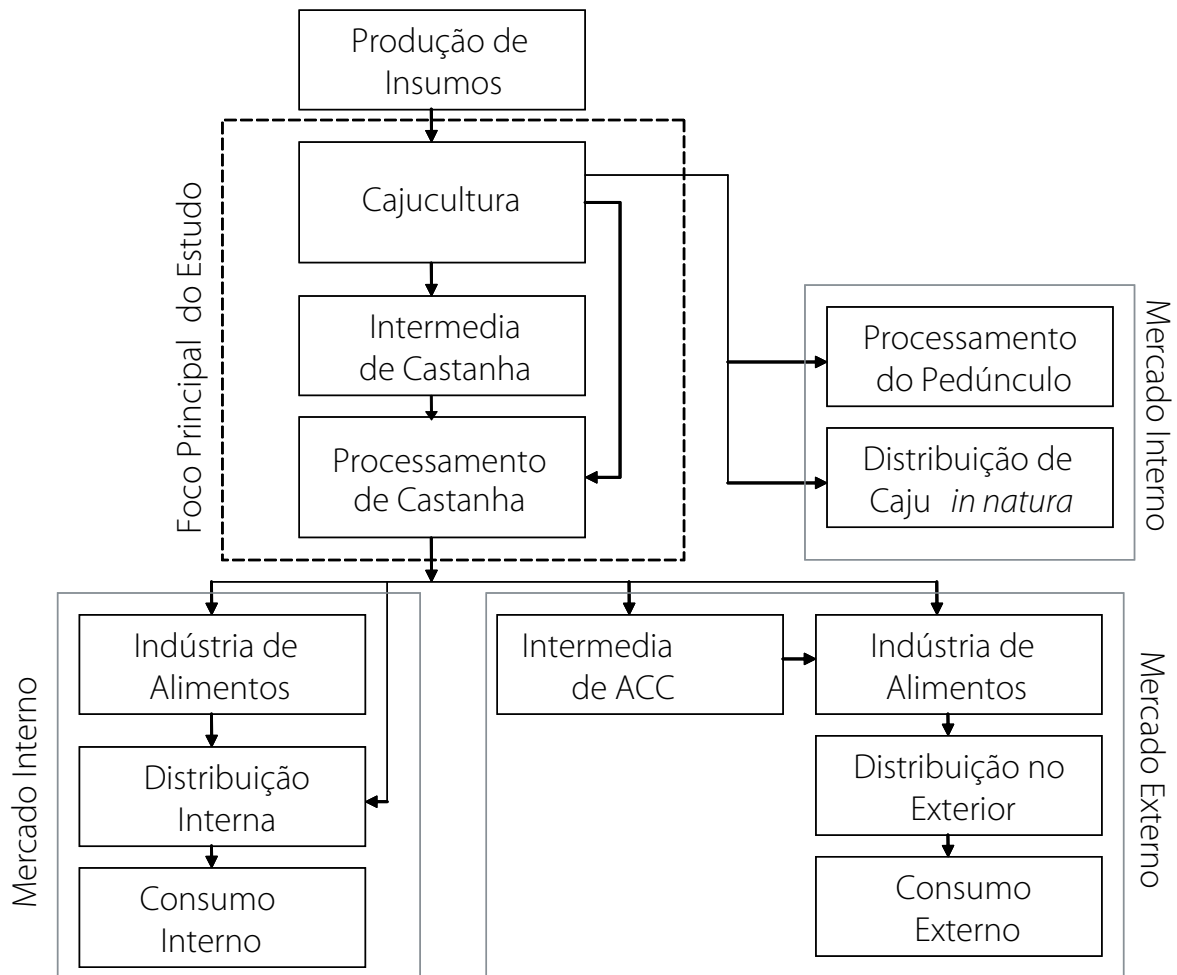 Produção de
Insumos
Foco Principal do Estudo
Cajucultura
Intermedia
de Castanha
Processamento
de Castanha
Mercado Interno
Processamento
do Pedúnculo
Distribuição de
Caju in natura
Mercado Interno
Indústria de
Alimentos
Distribuição
Interna
Consumo
Interno
Intermedia
de ACC
Indústria de
Alimentos
Distribuição no
Exterior
Consumo
Externo
Mercado Externo